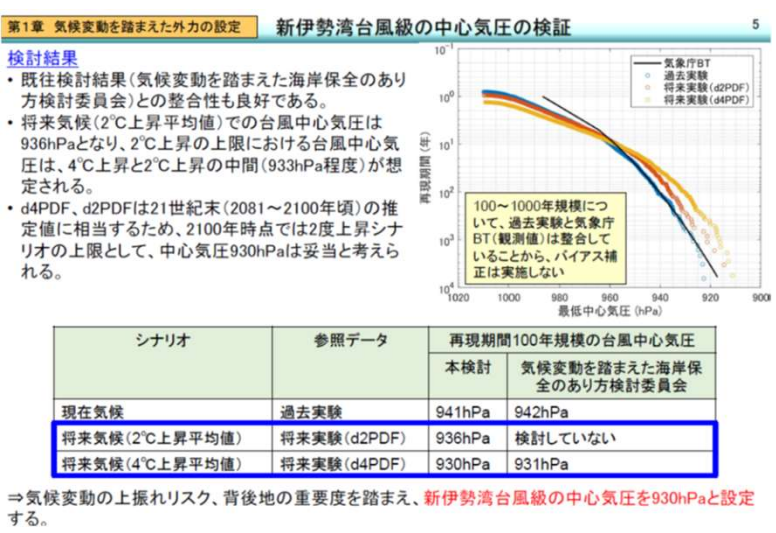 第1章 気候変動を踏まえた外力の設定
新伊勢湾台風級の中心気圧の検証
5
検討結果
・既往検討結果(気候変動を踏まえた海岸保全のあり
方検討委員会)との整合性も良好である。
・将来気候(2℃上昇平均値)での台風中心気圧は
936hPaとなり、2℃上昇の上限における台風中心気
圧は、4℃上昇と2℃上昇の中間(933hPa程度)が想
定される。
・d4PDF、d2PDFは21世紀末(2081～2100年頃)の推
定値に相当するため、2100年時点では2度上昇シナ
リオの上限として、中心気圧930hPaは妥当と考えら
れる。
再現期間(年)
10⁻¹
10⁰
10¹
10²
10³
10⁴
気象庁BT
過去実験
将来実験(d2PDF)
将来実験(d4PDF)
100～1000年規模につ
いて、過去実験と気象庁
BT(観測値)は整合して
いることから、バイアス補
正は実施しない
1020 1000 980 960 940 920 900
最低中心気圧 (hPa)
シナリオ 参照データ 再現期間100年規模の台風中心気圧
本検討 気候変動を踏まえた海岸保
全のあり方検討委員会
現在気候 過去実験 941hPa 942hPa
将来気候(2℃上昇平均値) 将来実験(d2PDF) 936hPa 検討していない
将来気候(4℃上昇平均値) 将来実験(d4PDF) 930hPa 931hPa
⇒気候変動の上振れリスク、背後地の重要度を踏まえ、新伊勢湾台風級の中心気圧を930hPaと設定
する。